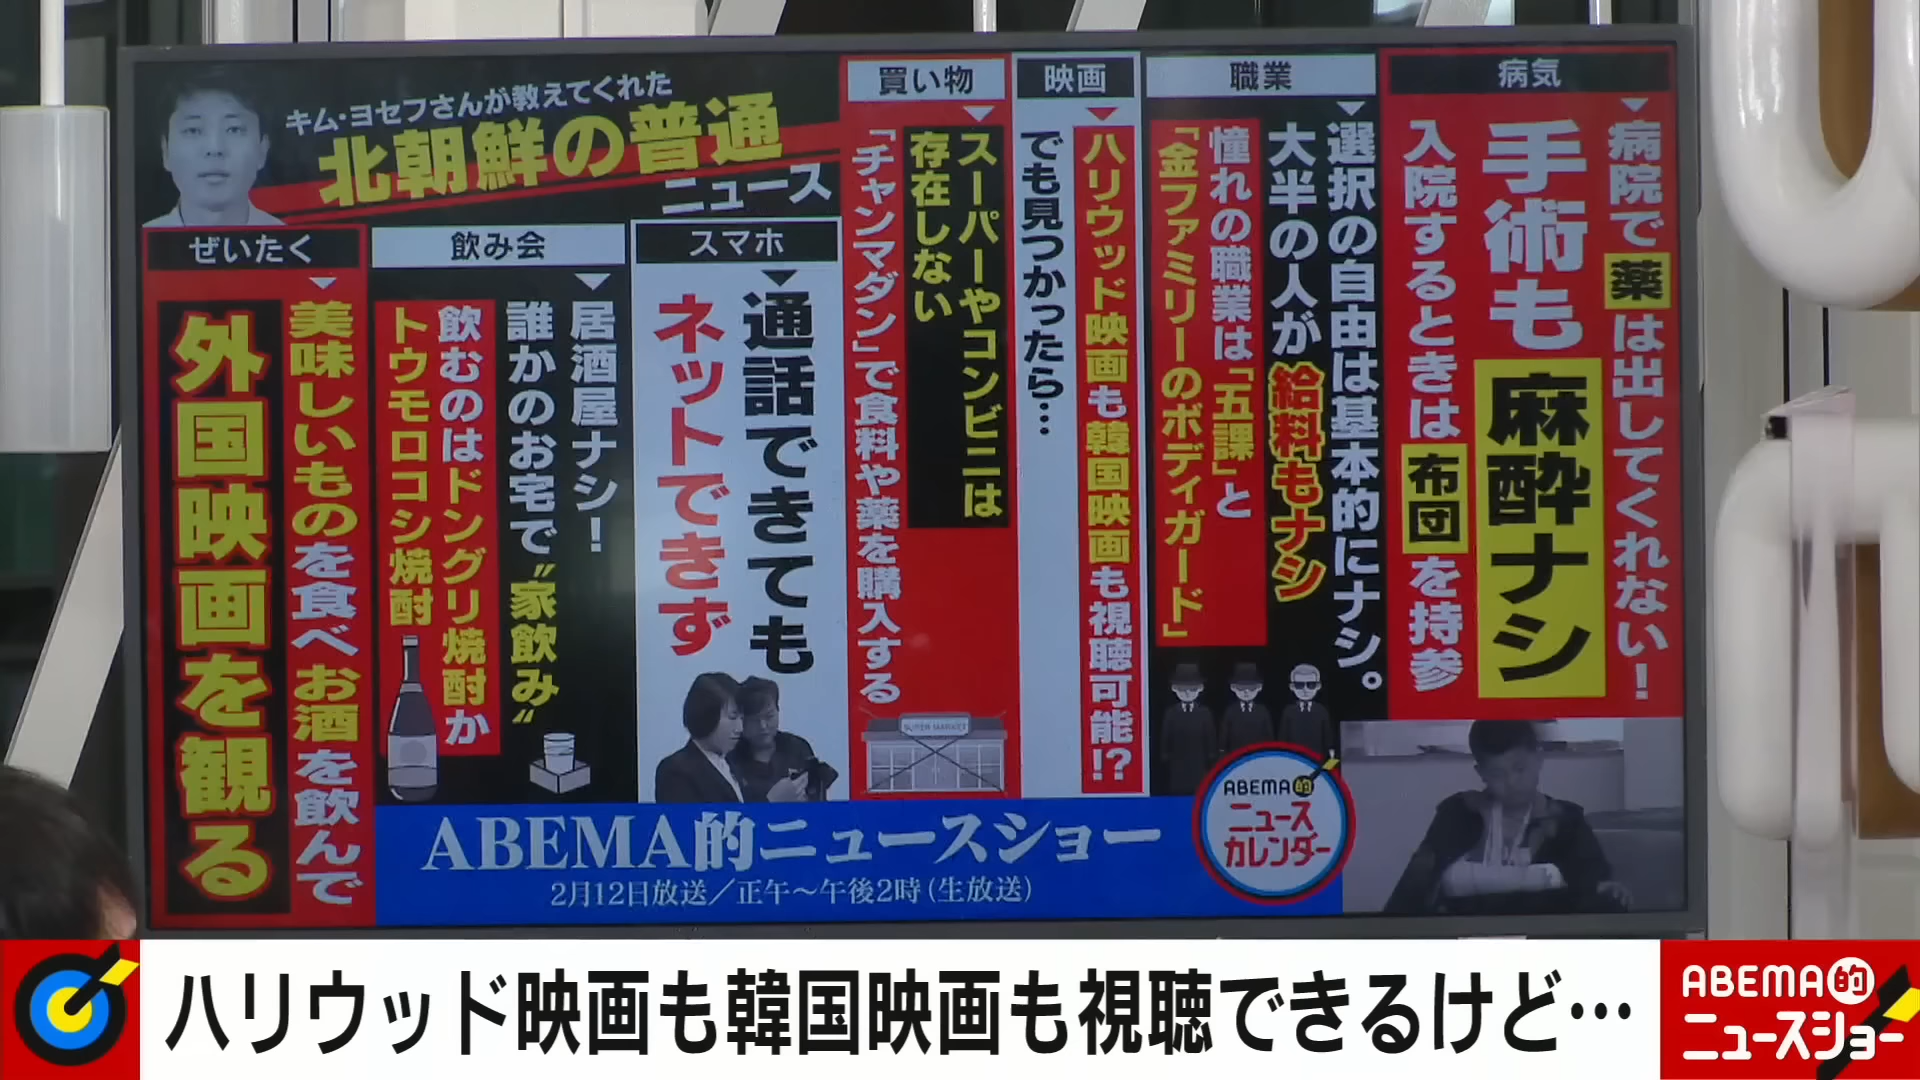 キム・ヨセフさんが教えてくれた
北朝鮮の普通
ニュース
病気
病院で薬は出してくれない！
手術も麻酔ナシ
入院するときは布団を持参
職業
選択の自由は基本的にナシ。
大半の人が給料もナシ
憧れの職業は「五課」と
「金ファミリーのボディガード」
映画
ハリウッド映画も韓国映画も視聴可能!?
でも見つかったら…
買い物
スーパーやコンビニは
存在しない
「チャンマダン」で食料や薬を購入する
SUPER MARKET
スマホ
通話できても
ネットできず
飲み会
居酒屋ナシ！
誰かのお宅で“家飲み”
飲むのはドングリ焼酎か
トウモロコシ焼酎
ぜいたく
美味しいものを食べお酒を飲んで
外国映画を観る
ABEMA的ニュースショー
2月12日放送／正午～午後2時（生放送）
ABEMA的
ニュース
カレンダー
ハリウッド映画も韓国映画も視聴できるけど…
ABEMA的
ニュースショー